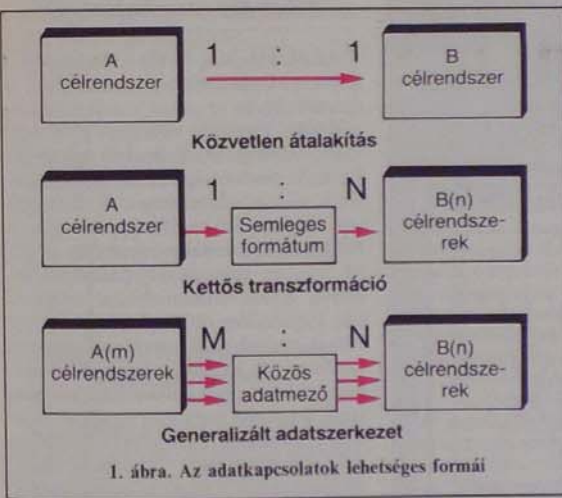 A
célrendszer
1 : 1
B
célrendszer
Közvetlen átalakítás
A
célrendszer
1 : N
Semleges
formátum
B(n)
célrendsze-
rek
Kettős transzformáció
A(m)
célrendszerek
M : N
Közös
adatmező
B(n)
célrendsze-
rek
Generalizált adatszerkezet
1. ábra. Az adatkapcsolatok lehetséges formái